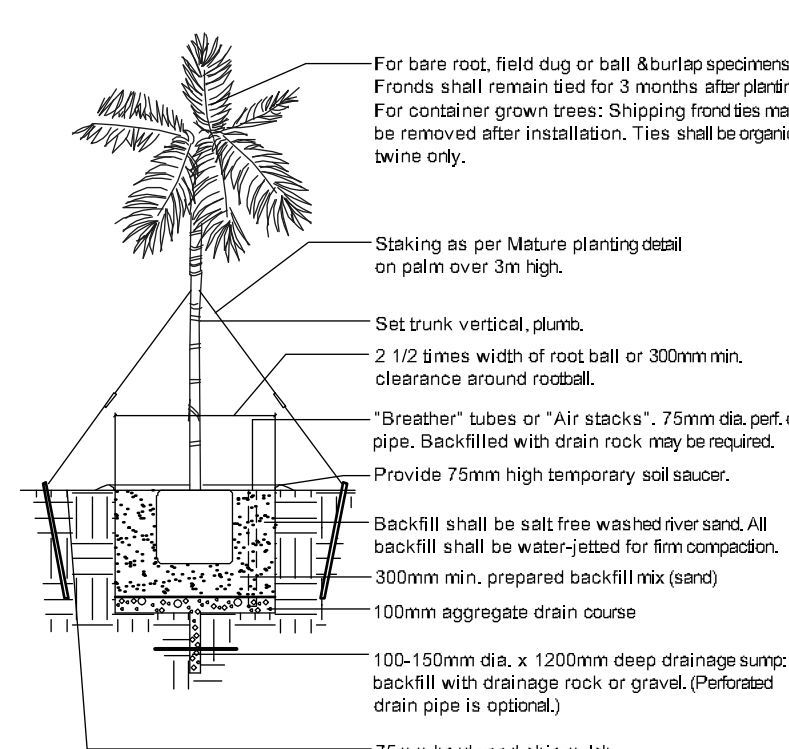 For bare root, field dug or ball &burlap specimens
Fronds shall remain tied for 3 months after
For container grown trees: Shipping frond ties
be removed after installation. Ties shall be organic
twine only.
Staking as per Mature planting detail
on palm over 3m high.
Set trunk vertical, plumb.
2 1/2 times width of root ball or 300mm min.
clearance around rootball.
"Breather" tubes or "Air stacks". 75mm dia. perf.
pipe. Backfilled with drain rock may be required.
Provide 75mm high temporary soil saucer.
Backfill shall be salt free washed river sand. All
backfill shall be water-jetted for firm compaction.
300mm min. prepared backfill mix (sand)
100mm aggregate drain course
100-150mm dia. x 1200mm deep drainage sump:
backfill with drainage rock or gravel. (Perforated
drain pipe is optional.)